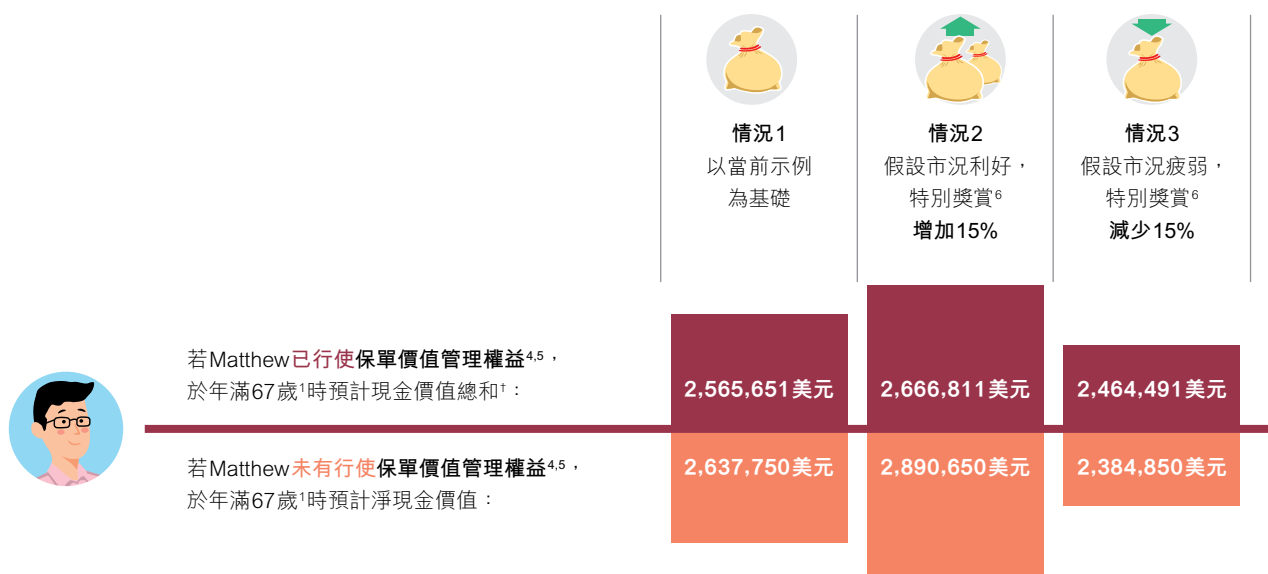 情況1
以當前示例
為基礎
情況2
假設市況利好，
特別獎賞⁶
增加15%
情況3
假設市況疲弱，
特別獎賞⁶
減少15%
若Matthew已行使保單價值管理權益⁴,⁵，
於年滿67歲¹時預計現金價值總和†：
2,565,651美元
2,666,811美元
2,464,491美元
若Matthew未有行使保單價值管理權益⁴,⁵，
於年滿67歲¹時預計淨現金價值：
2,637,750美元
2,890,650美元
2,384,850美元